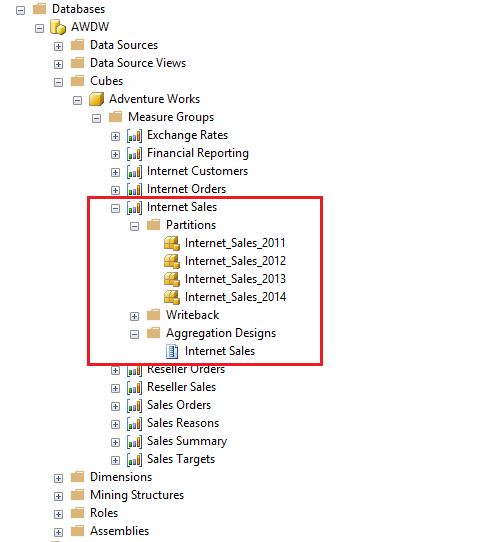 Databases
AWDW
Data Sources
Data Source Views
Cubes
Adventure Works
Measure Groups
Exchange Rates
Financial Reporting
Internet Customers
Internet Orders
Internet Sales
Partitions
Internet_Sales_2011
Internet_Sales_2012
Internet_Sales_2013
Internet_Sales_2014
Writeback
Aggregation Designs
Internet Sales
Reseller Orders
Reseller Sales
Sales Orders
Sales Reasons
Sales Summary
Sales Targets
Dimensions
Mining Structures
Roles
Assemblies